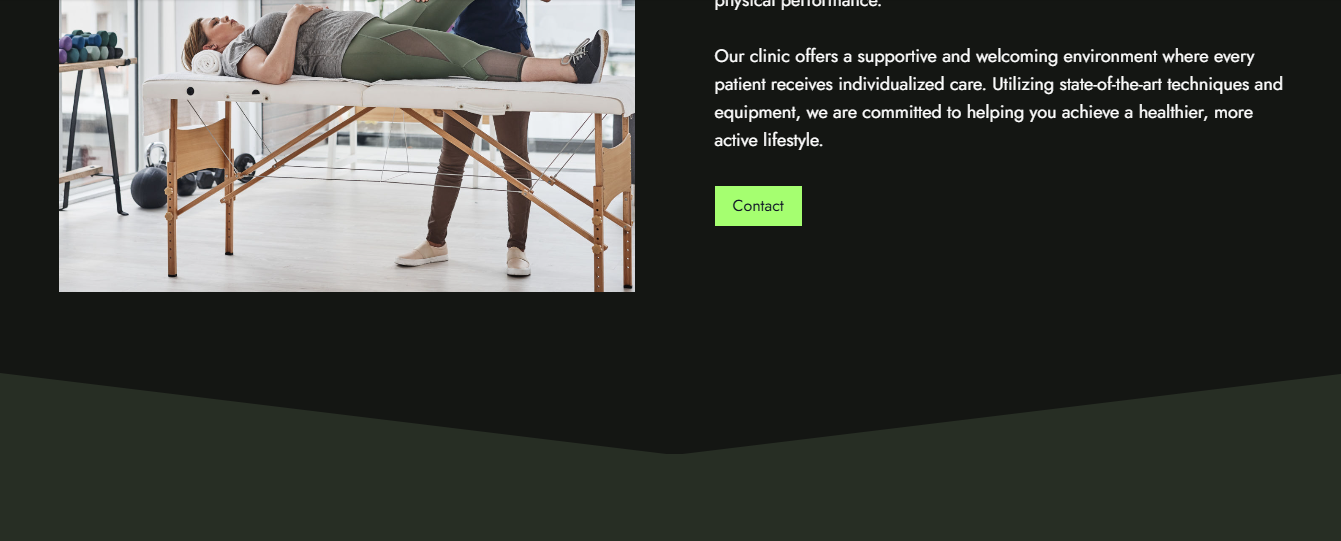 physical performance.
Our clinic offers a supportive and welcoming environment where every
patient receives individualized care. Utilizing state-of-the-art techniques and
equipment, we are committed to helping you achieve a healthier, more
active lifestyle.
Contact